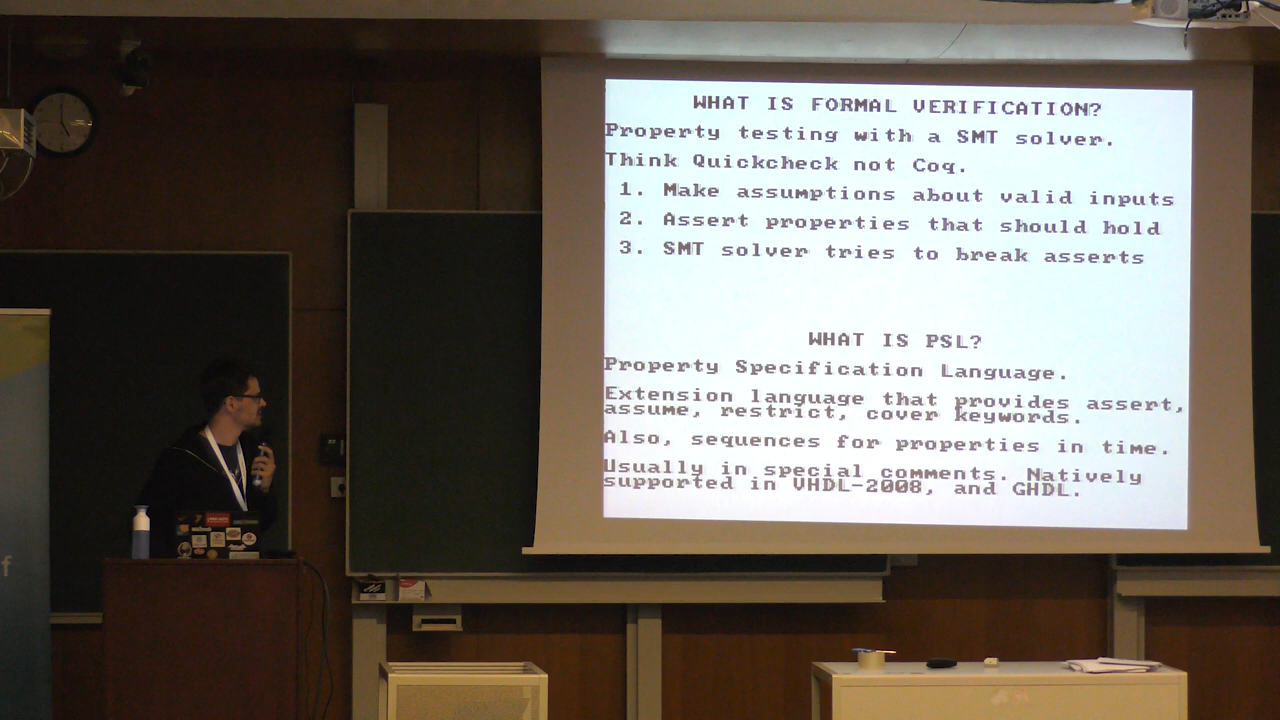 WHAT IS FORMAL VERIFICATION?
Property testing with a SMT solver.
Think Quickcheck not Coq.
1. Make assumptions about valid inputs
2. Assert properties that should hold
3. SMT solver tries to break asserts
WHAT IS PSL?
Property Specification Language.
Extension language that provides assert,
assume, restrict, cover keywords.
Also, sequences for properties in time.
Usually in special comments. Natively
supported in VHDL-2008, and GHDL.
f